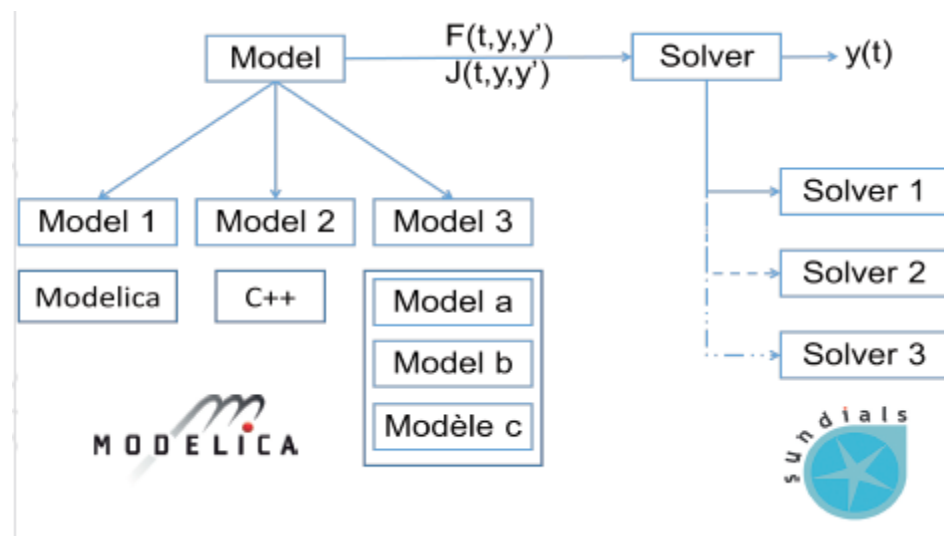 Model
F(t,y,y')
J(t,y,y')
Solver
y(t)
Model 1
Model 2
Model 3
Solver 1
Modelica
C++
Model a
Solver 2
Model b
Solver 3
Modèle c
MODELICA
sundials